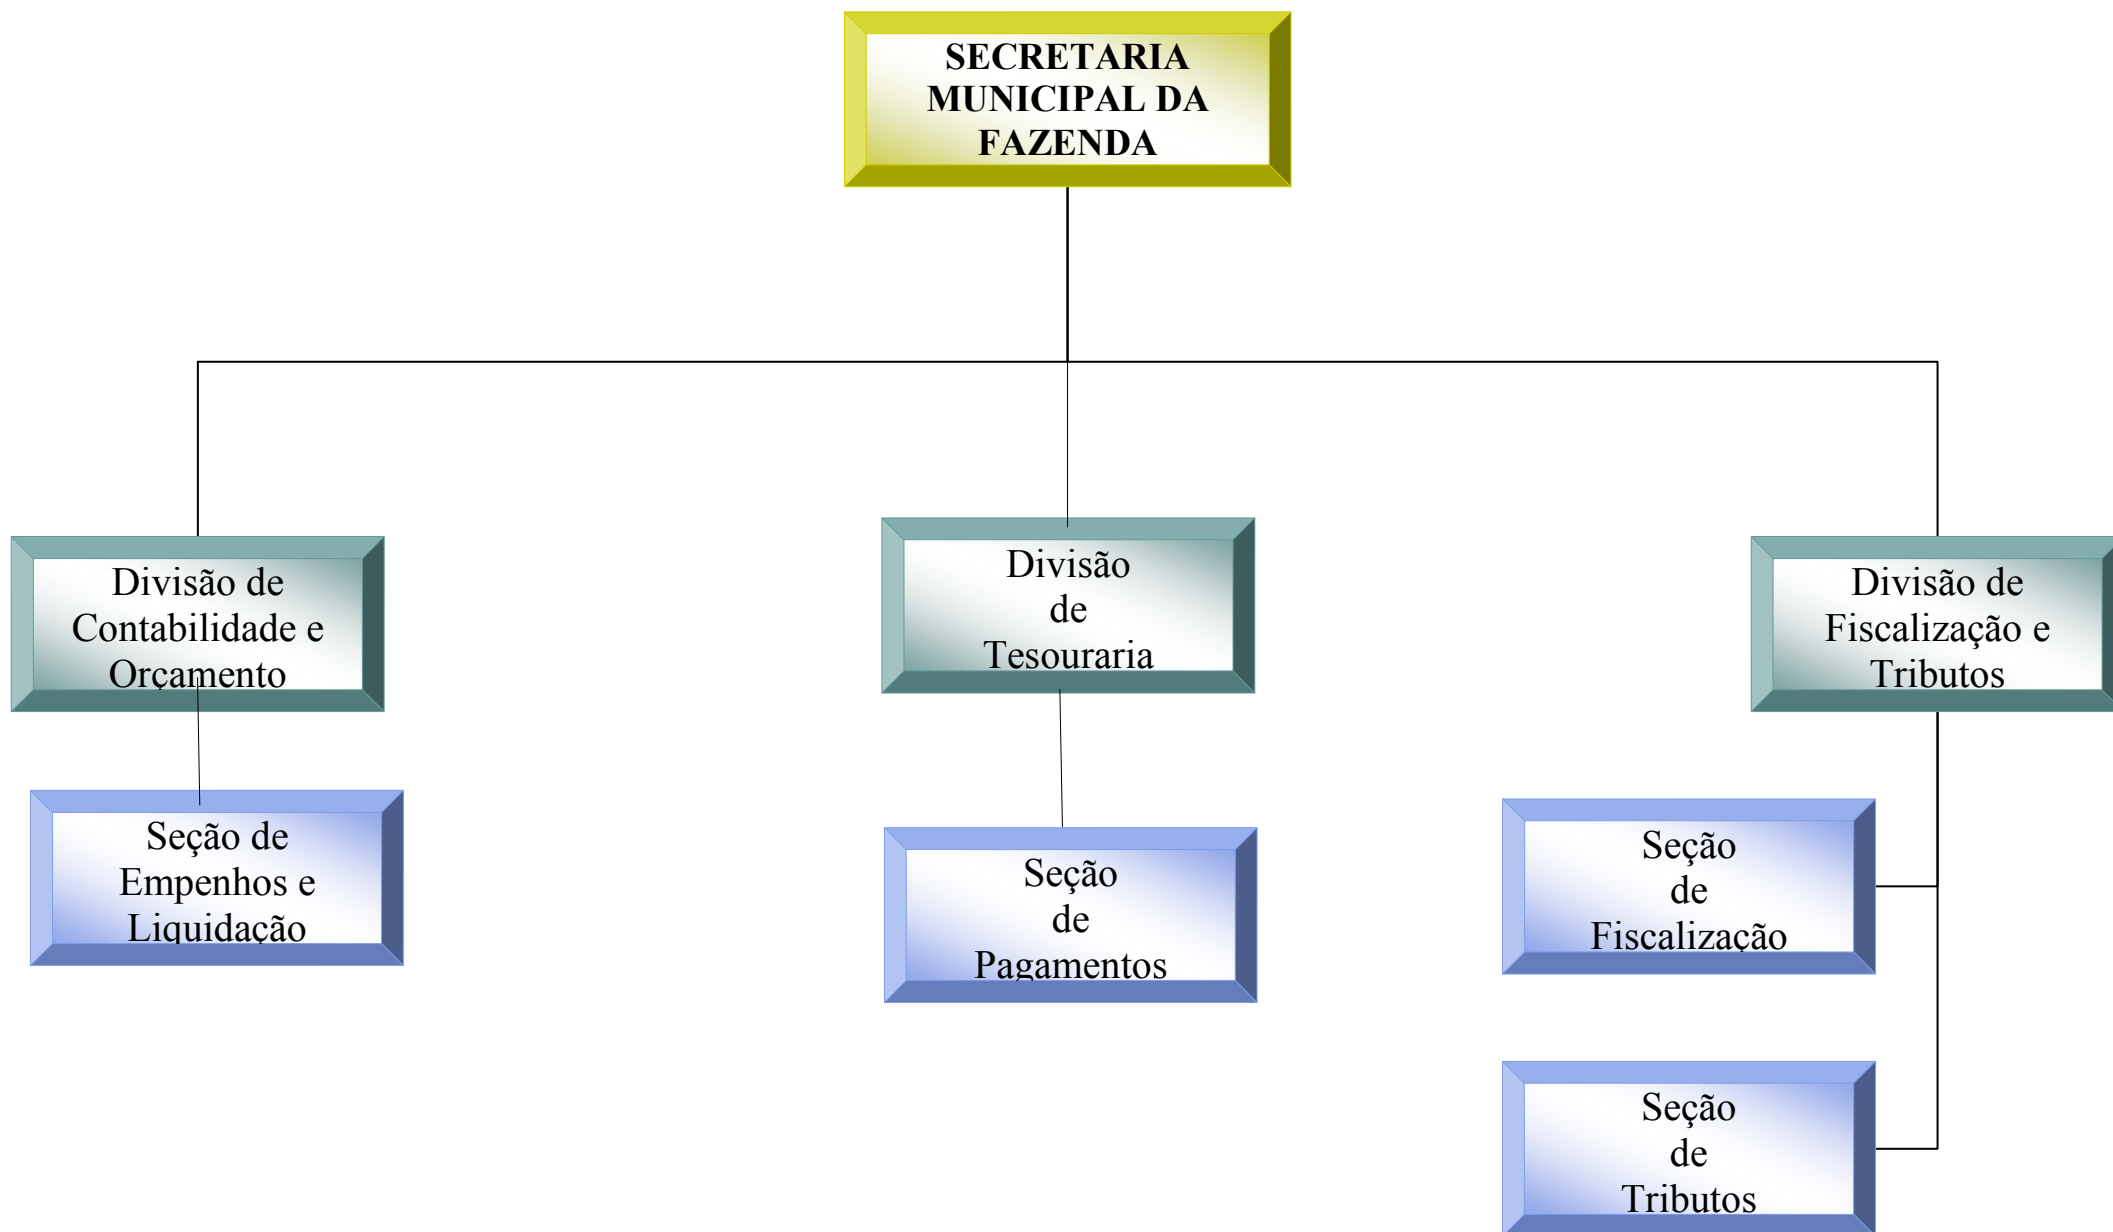 SECRETARIA
MUNICIPAL DA
FAZENDA
Divisão de
Contabilidade e
Orçamento
Divisão
de
Tesouraria
Divisão de
Fiscalização e
Tributos
Seção de
Empenhos e
Liquidação
Seção
de
Pagamentos
Seção
de
Fiscalização
Seção
de
Tributos